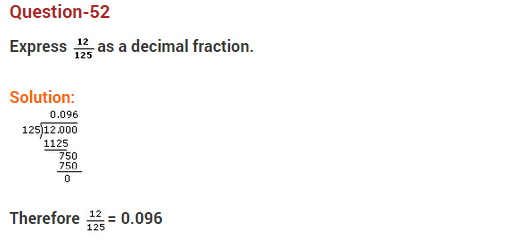 Question-52
Express 12/125 as a decimal fraction.
Solution:
0.096
125)12.000
1125
750
750
0
Therefore 12/125 = 0.096